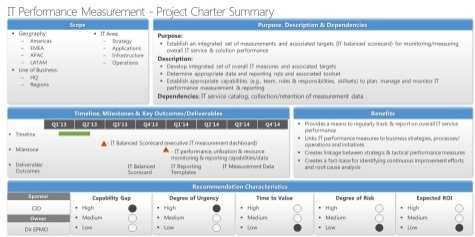 IT Performance Measurement - Project Charter Summary
Scope
• Geography:
– Americas
– EMEA
– APAC
– LATAM
• Line of Business:
– HQ
– Regions
• IT Area:
– Strategy
– Applications
– Infrastructure
– Operations
Purpose, Description & Dependencies
Purpose:
• Establish an integrated set of measurements and associated targets (IT balanced scorecard) for monitoring/measuring
overall IT service & solution performance
Description:
• Develop integrated set of overall IT measures and associated targets
• Determine appropriate data and reporting rqts and associated toolset
• Establish appropriate capabilities (e.g., team, roles & responsibilities, skillsets) to plan, manage and monitor IT
performance measurement & reporting
Dependencies: IT service catalog; collection/retention of measurement data
Timeline, Milestones & Key Outcomes/Deliverables
Q1'13 Q2'13 Q3'13 Q4'13 Q1'14 Q2'14 Q3'14 Q4'14
• Timeline
• Milestone
- IT Balanced Scorecard (executive IT measurement dashboard)
- IT performance, utilization & resource
monitoring & reporting capabilities/data
• Deliverable/
Outcomes
IT Balanced
Scorecard
IT Reporting
Templates
IT Measurement Data
Benefits
• Provides a means to regularly track & report on overall IT service
performance
• Links IT performance measures to business strategies, processes/
operations and initiatives
• Creates linkage between strategic & tactical performance measures
• Creates a fact-base for identifying continuous improvement efforts
and root cause analysis
Recommendation Characteristics
Sponsor
CIO
Owner
Dir EPMO
Capability Gap
• High
• Medium
• Low
Degree of Urgency
• High
• Medium
• Low
Time to Value
• High
• Medium
• Low
Degree of Risk
• High
• Medium
• Low
Expected ROI
• High
• Medium
• Low